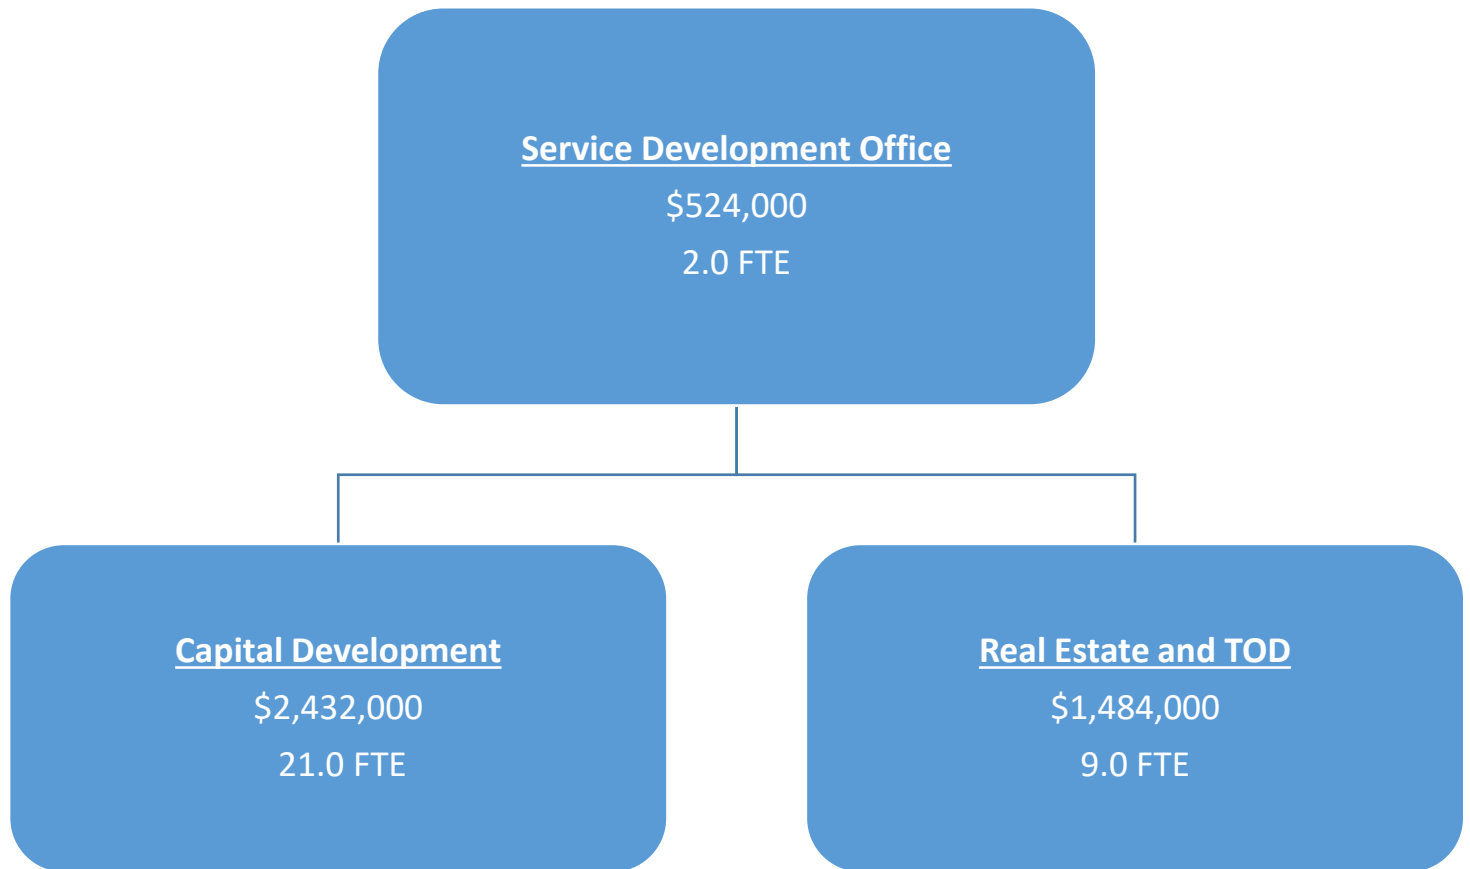 Service Development Office
$524,000
2.0 FTE
Capital Development
$2,432,000
21.0 FTE
Real Estate and TOD
$1,484,000
9.0 FTE